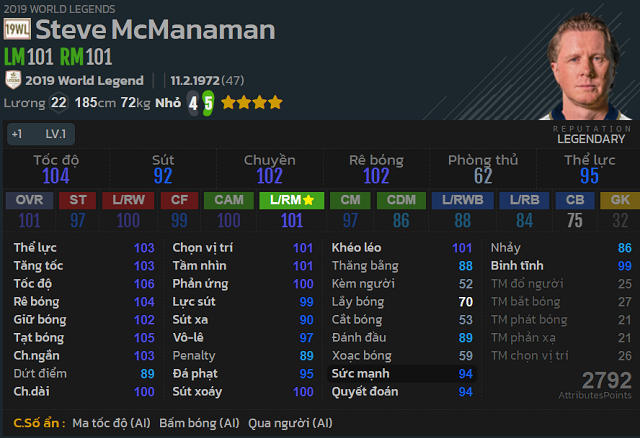 2019 WORLD LEGENDS
19WL Steve McManaman
LM101 RM101
2019 World Legend | | 11.2.1972 (47)
Lương 22 185cm 72kg Nhỏ 4 5
REPUTATION
LEGENDARY
+1 LV.1
Tốc độ Sút Chuyền Rê bóng Phòng thủ Thể lực
104 92 102 102 62 95
OVR ST L/RW CF CAM L/RM CM CDM L/RWB L/RB CB GK
101 97 100 99 100 101 97 86 88 84 75 32
Thể lực 103 Chọn vị trí 101 Khéo léo 101 Nhảy 86
Tăng tốc 103 Tầm nhìn 101 Thăng bằng 88 Bình tĩnh 99
Tốc độ 106 Phản ứng 100 Kèm người 52 TM đổ người 25
Rê bóng 104 Lực sút 99 Lấy bóng 70 TM bắt bóng 27
Giữ bóng 102 Sút xa 90 Cắt bóng 53 TM phát bóng 21
Tạt bóng 105 Vô-lê 97 Đánh đầu 89 TM phản xạ 21
Ch.ngắn 103 Penalty 89 Xoạc bóng 59 TM chọn vị trí 26
Dứt điểm 89 Đá phạt 95 Sức mạnh 94
Ch.dài 100 Sút xoáy 100 Quyết đoán 94
2792
AttributesPoints
C.Số ẩn : Ma tốc độ (AI) Bấm bóng (AI) Qua người (AI)